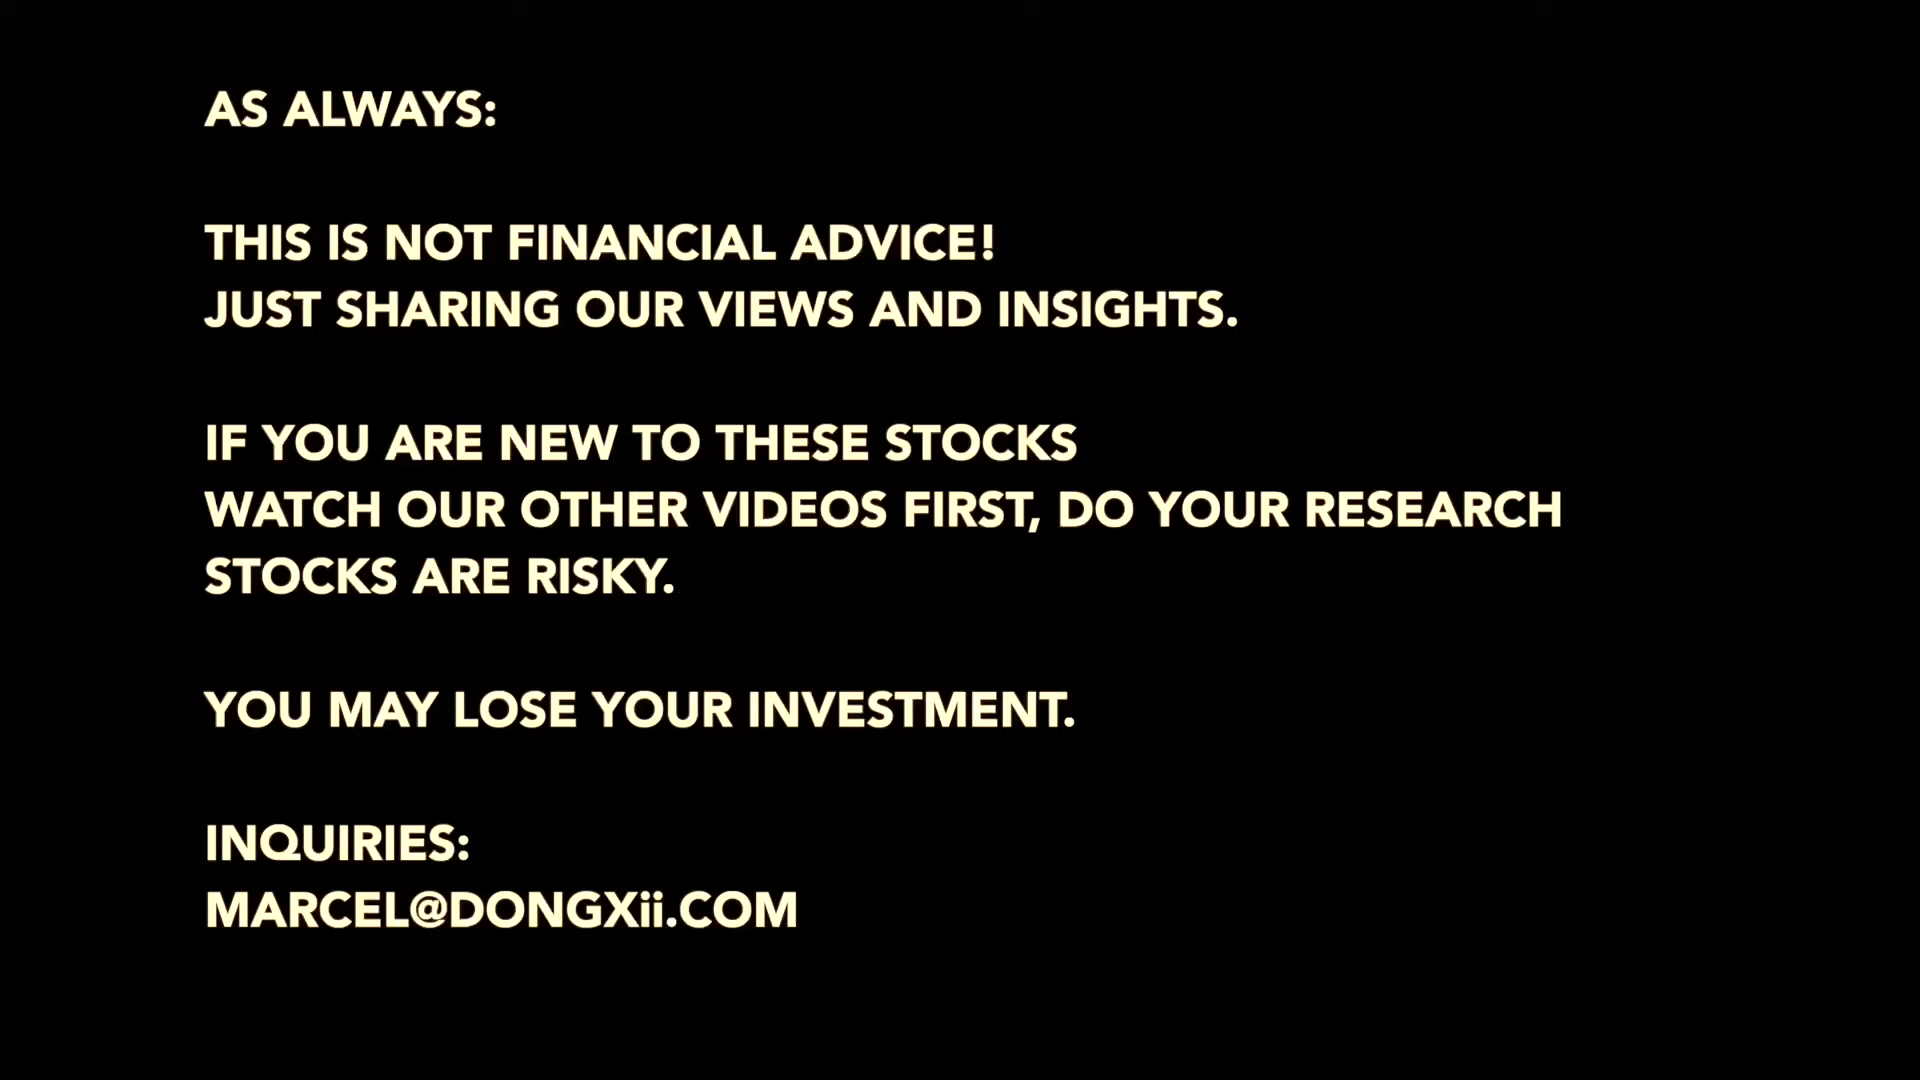 AS ALWAYS:
THIS IS NOT FINANCIAL ADVICE!
JUST SHARING OUR VIEWS AND INSIGHTS.
IF YOU ARE NEW TO THESE STOCKS
WATCH OUR OTHER VIDEOS FIRST, DO YOUR RESEARCH
STOCKS ARE RISKY.
YOU MAY LOSE YOUR INVESTMENT.
INQUIRIES:
MARCEL@DONGXii.COM